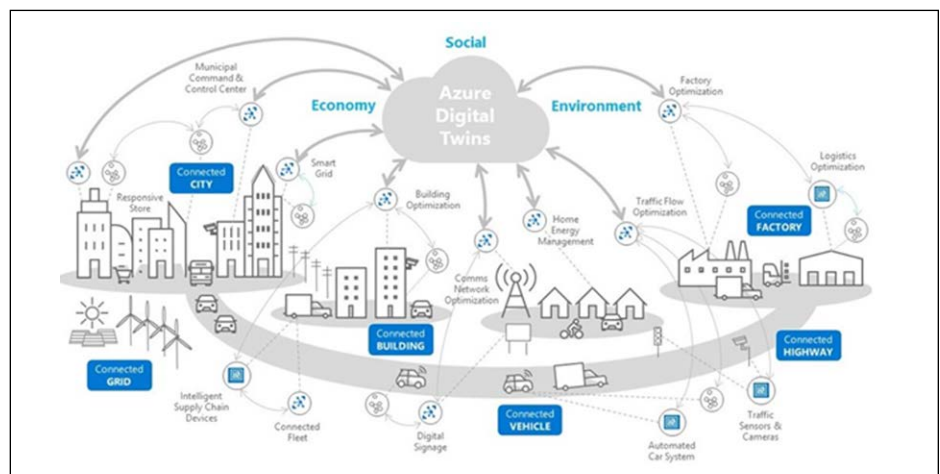 Social
Municipal
Command &
Control Center
Economy
Azure
Digital
Twins
Environment
Factory
Optimization
Connected
CITY
Smart
Grid
Logistics
Optimization
Responsive
Store
Building
Optimization
Home
Energy
Management
Traffic Flow
Optimization
Connected
FACTORY
Comms
Network
Optimization
Connected
BUILDING
Connected
HIGHWAY
Connected
GRID
Intelligent
Supply Chain
Devices
Connected
Fleet
Digital
Signage
Connected
VEHICLE
Automated
Car System
Traffic
Sensors &
Cameras